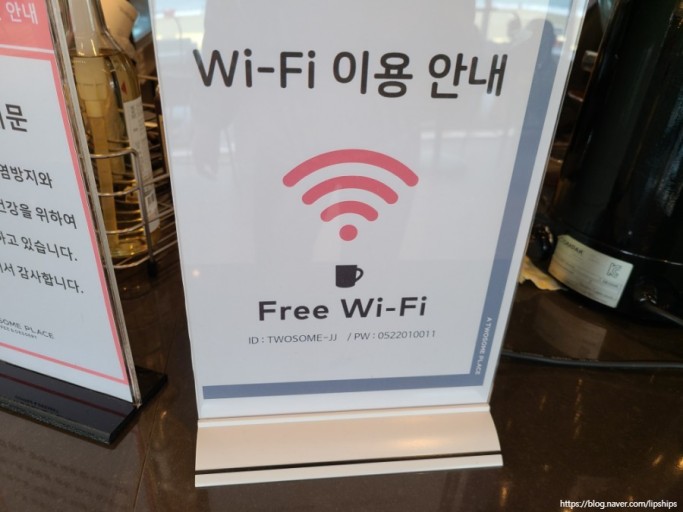 안내
문
염방지와
건강을 위하여
하고 있습니다.
서 감사합니다.
SOME PLACE
Wi-Fi 이용 안내
Free Wi-Fi
ID : TWOSOME-JJ / PW : 0522010011
A TWOSOME PLACE
https://blog.naver.com/lipships